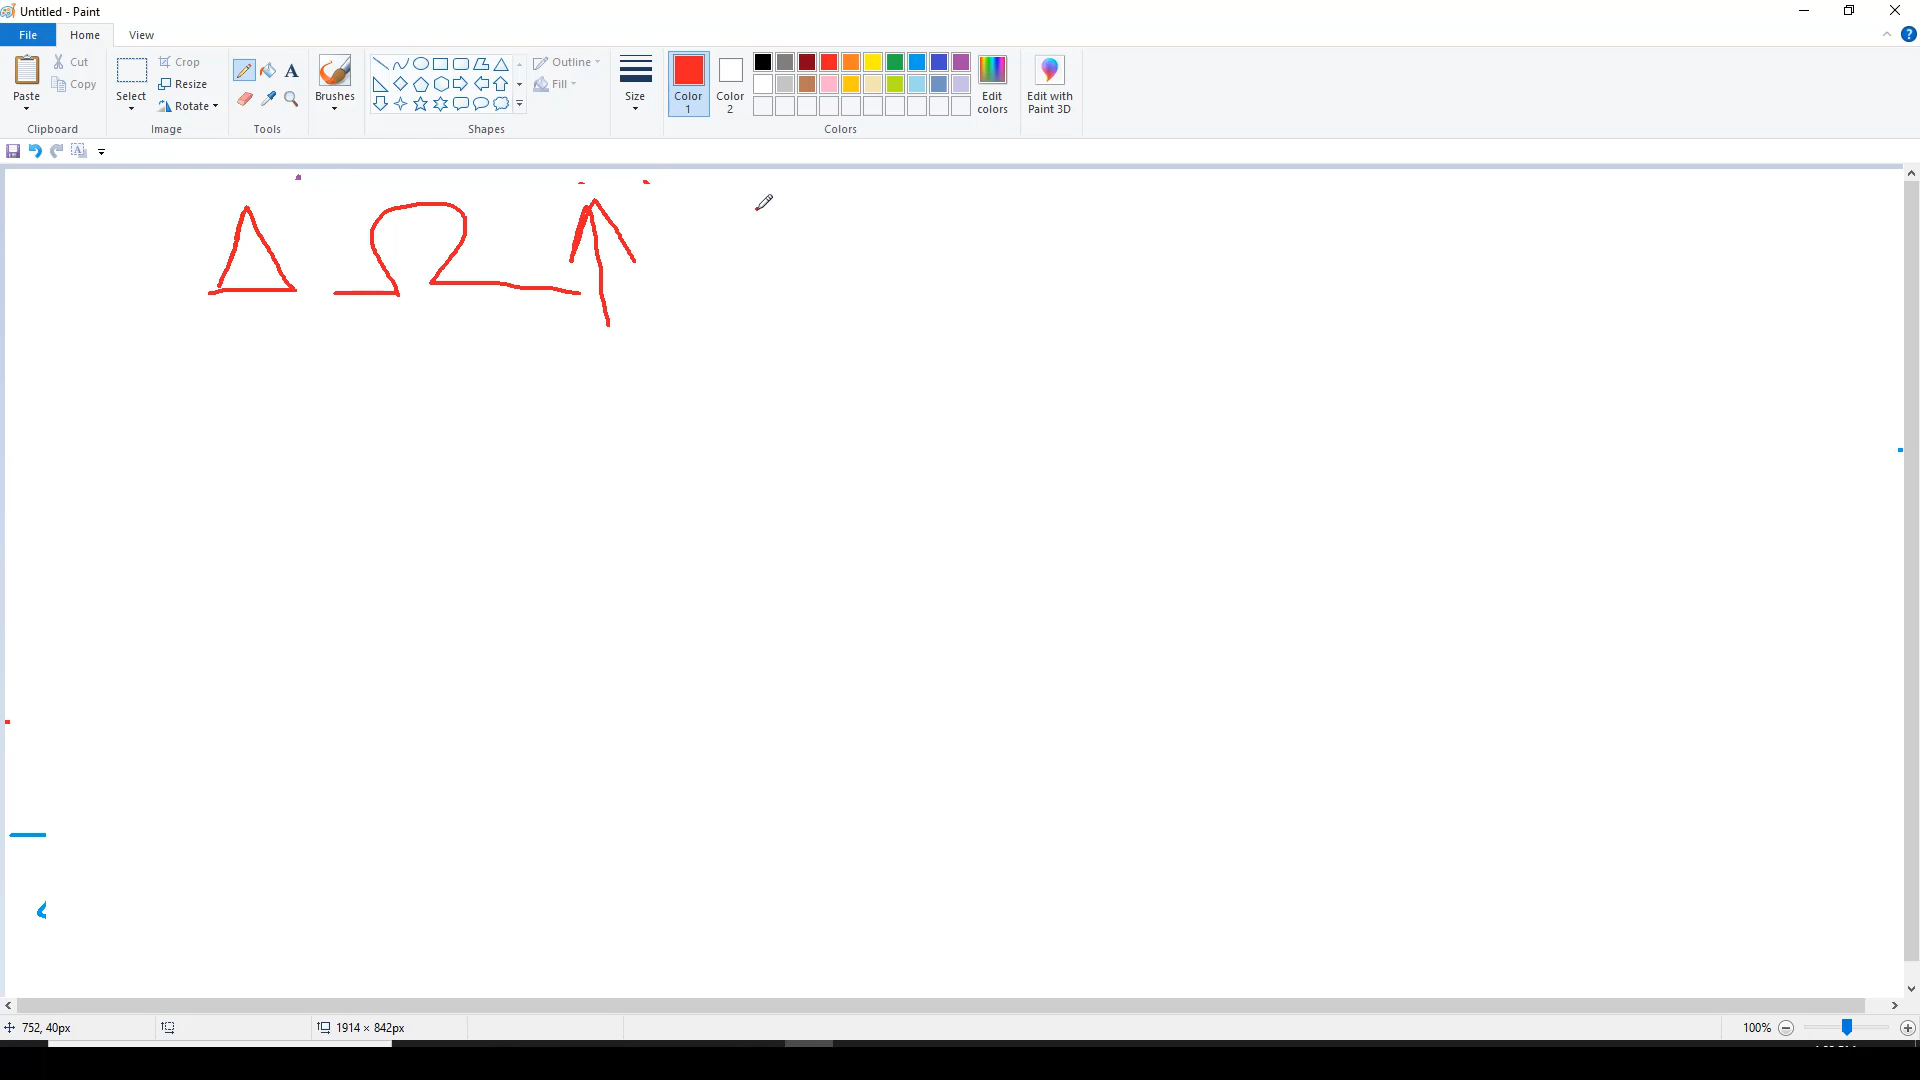 Untitled - Paint
File Home View
Paste
Cut
Copy
Clipboard
Select
Crop
Resize
Rotate
Image
Tools
Brushes
Shapes
Outline
Fill
Size
Color 1
Color 2
Edit colors
Colors
Edit with Paint 3D
Δ Ω ↑
752, 40px
1914 × 842px
100%